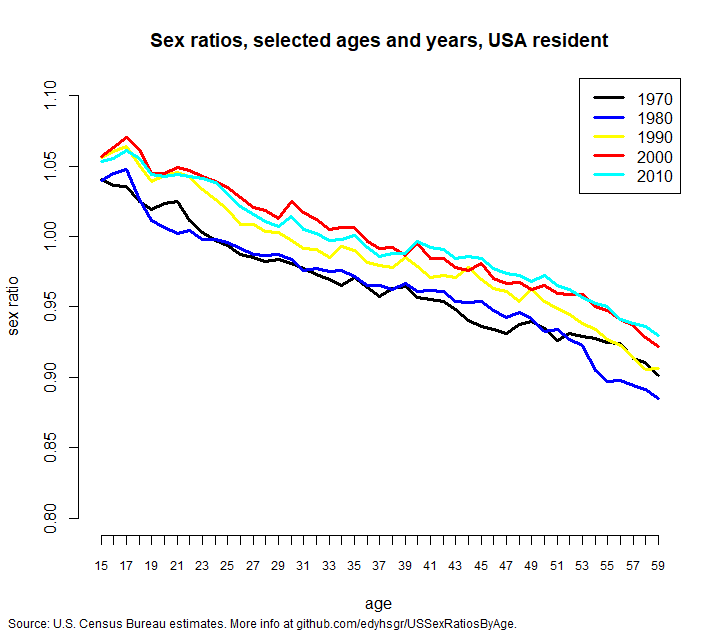 Sex ratios, selected ages and years, USA resident
1970
1980
1990
2000
2010
1.10
1.05
1.00
0.95
0.90
0.85
0.80
sex ratio
15 17 19 21 23 25 27 29 31 33 35 37 39 41 43 45 47 49 51 53 55 57 59
age
Source: U.S. Census Bureau estimates. More info at github.com/edyhsgr/USSexRatiosByAge.